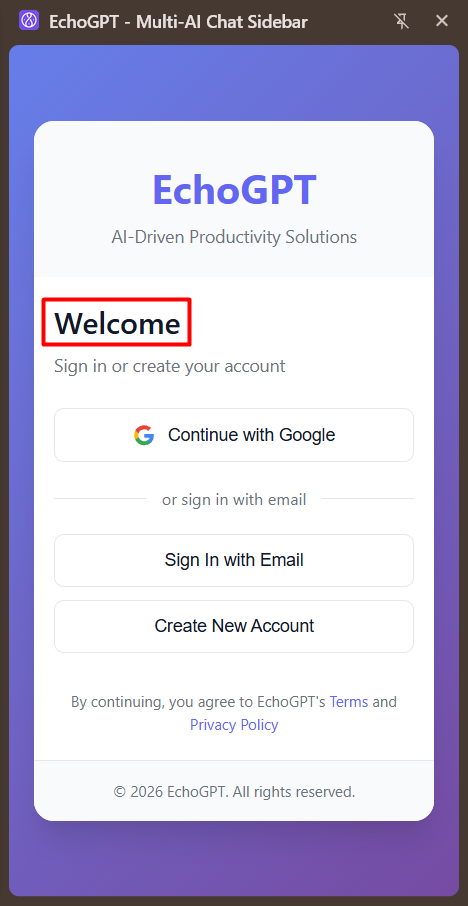 EchoGPT - Multi-AI Chat Sidebar
EchoGPT
AI-Driven Productivity Solutions
Welcome
Sign in or create your account
Continue with Google
or sign in with email
Sign In with Email
Create New Account
By continuing, you agree to EchoGPT's Terms and
Privacy Policy
© 2026 EchoGPT. All rights reserved.